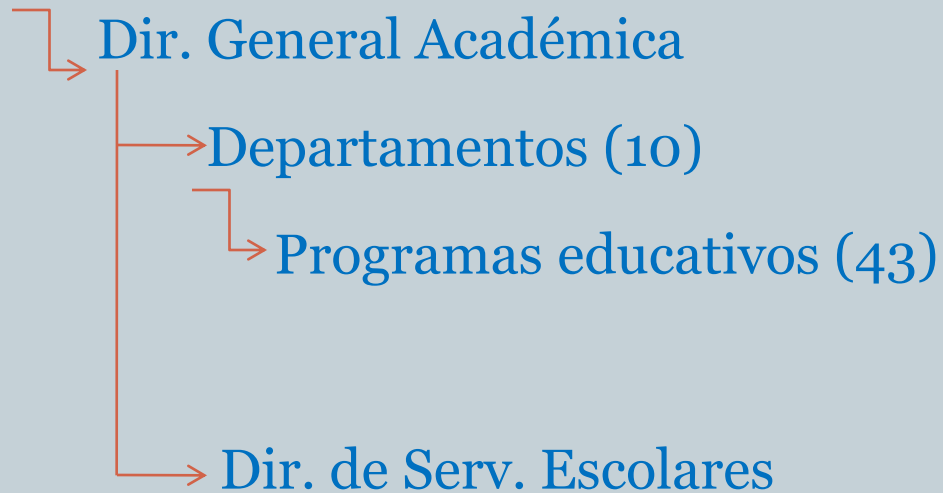 Dir. General Académica
Departamentos (10)
Programas educativos (43)
Dir. de Serv. Escolares